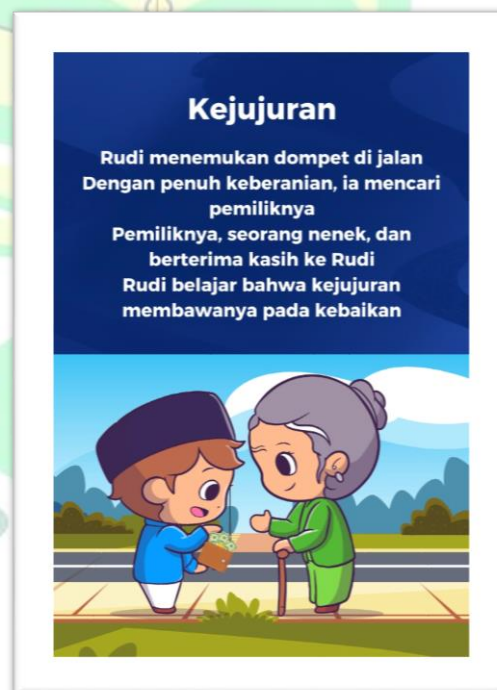 Kejujuran
Rudi menemukan dompet di jalan
Dengan penuh keberanian, ia mencari
pemiliknya
Pemiliknya, seorang nenek, dan
berterima kasih ke Rudi
Rudi belajar bahwa kejujuran
membawanya pada kebaikan